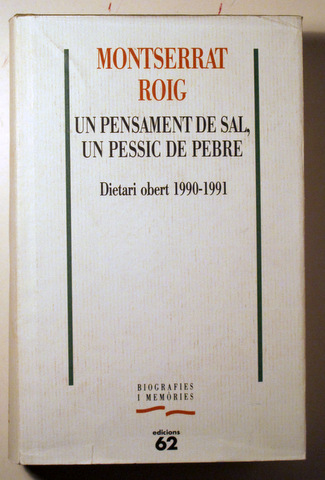 MONTSERRAT
ROIG
UN PENSAMENT DE SAL,
UN PESSIC DE PEBRE
Dietari obert 1990-1991
BIOGRAFIES
I MEMÒRIES
edicions
62